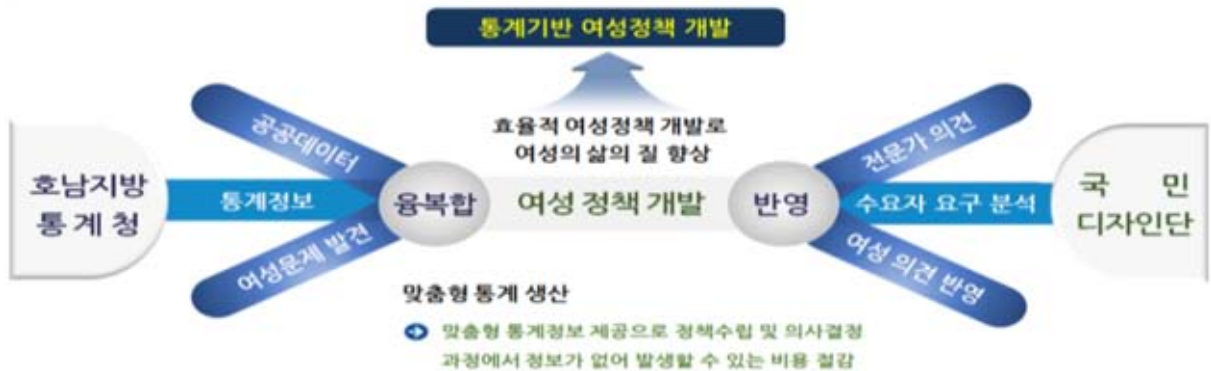 통계기반 여성정책 개발
효율적 여성정책 개발로
여성의 삶의 질 향상
호남지방
통계청
공공데이터
통계정보
여성문제 발견
융복합
여성 정책 개발
반영
전문가 의견
수요자 요구 분석
여성 의견 반영
국 민
디자인단
맞춤형 통계 생산
맞춤형 통계정보 제공으로 정책수립 및 의사결정
과정에서 정보가 없어 발생할 수 있는 비용 절감